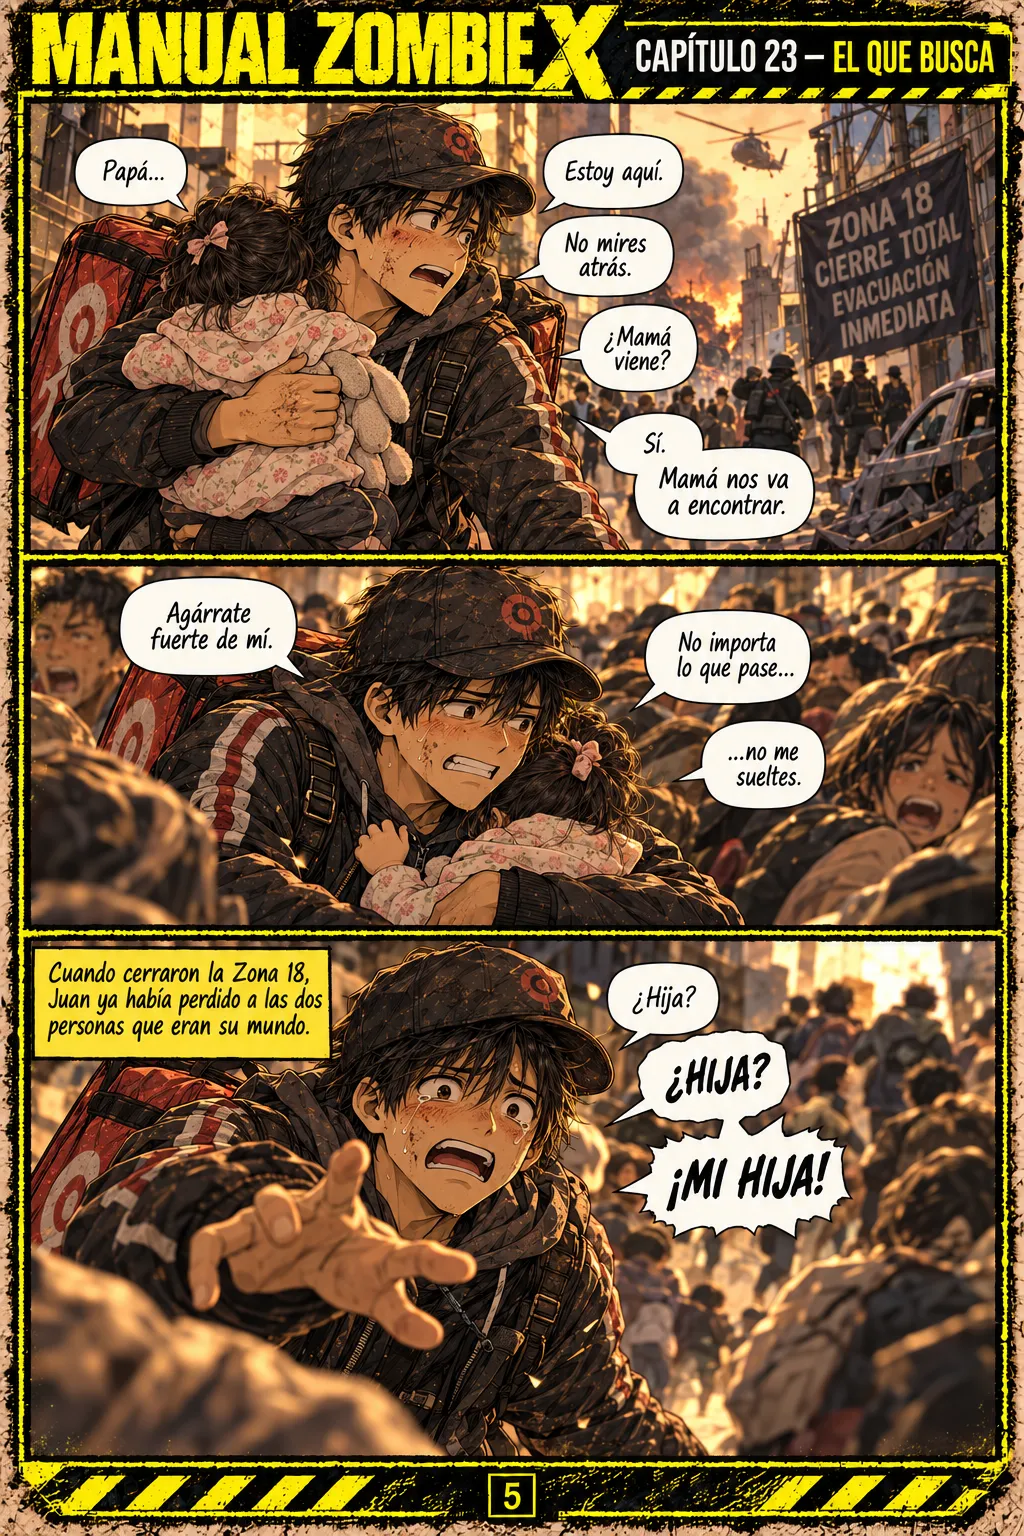 MANUAL ZOMBIE X
CAPÍTULO 23 – EL QUE BUSCA
Papá...
Estoy aquí.
No mires
atrás.
¿Mamá
viene?
Sí.
Mamá nos va
a encontrar.
ZONA 18
CIERRE TOTAL
EVACUACIÓN
INMEDIATA
Agárrate
fuerte de mí.
No importa
lo que pase...
...no me
sueltes.
Cuando cerraron la Zona 18,
Juan ya había perdido a las dos
personas que eran su mundo.
¿Hija?
¿HIJA?
¡MI HIJA!
5